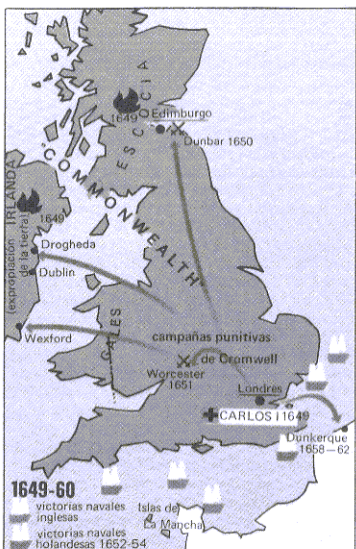 ESCOCIA
Edimburgo
1649
Dunbar 1650
COMMONWEALTH
IRLANDA
(expropiación
de la tierra)
1649
Drogheda
Dublin
Wexford
GALES
campañas punitivas
de Cromwell
Worcester
1651
Londres
CARLOS I 1649
Dunkerque
1658-62
1649-60
victorias navales
inglesas
Islas de
La Mancha
victorias navales
holandesas 1652-54